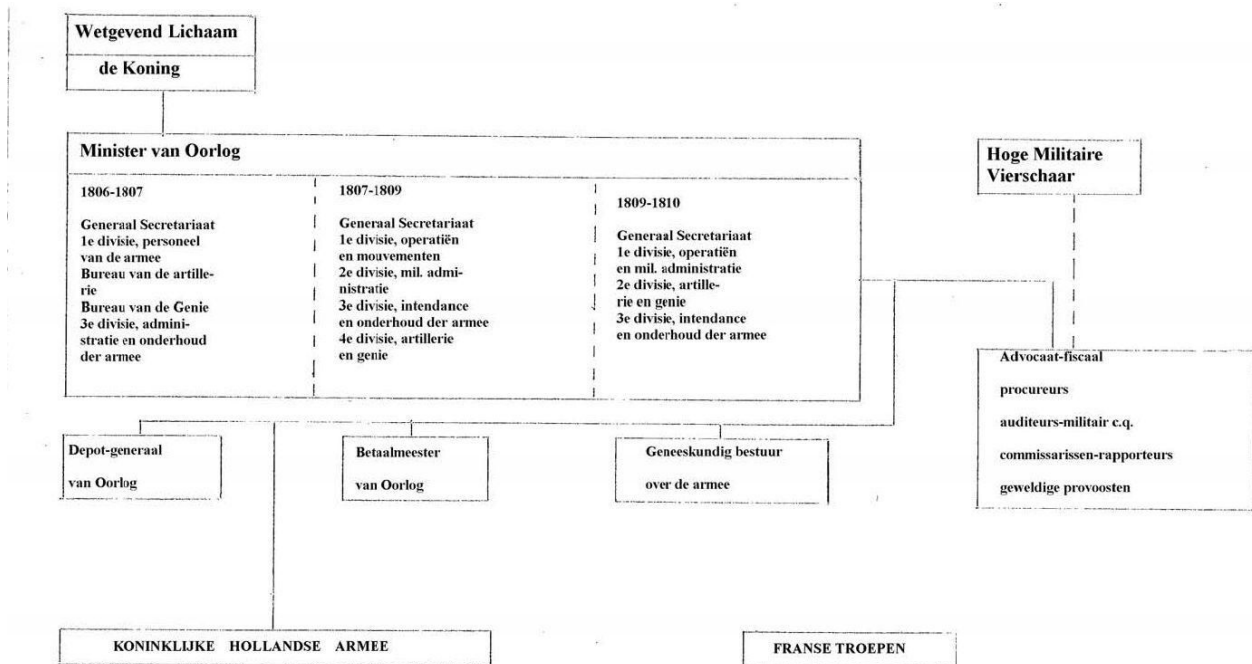 Wetgevend Lichaam
de Koning
Minister van Oorlog
1806-1807
Generaal Secretariaat
1e divisie, personeel
van de armee
Bureau van de artille-
rie
Bureau van de Genie
3e divisie, admini-
stratie en onderhoud
der armee
1807-1809
Generaal Secretariaat
1e divisie, operatiën
en mouvementen
2e divisie, mil. admi-
nistratie
3e divisie, intendance
en onderhoud der armee
4e divisie, artillerie
en genie
1809-1810
Generaal Secretariaat
1e divisie, operatiën
en mil. administratie
2e divisie, artille-
rie en genie
3e divisie, intendance
en onderhoud der armee
Hoge Militaire
Vierschaar
Advocaat-fiscaal
procureurs
auditeurs-militair c.q.
commissarissen-rapporteurs
geweldige provoosten
Depot-generaal
van Oorlog
Betaalmeester
van Oorlog
Geneeskundig bestuur
over de armee
KONINKLIJKE HOLLANDSE ARMEE
FRANSE TROEPEN